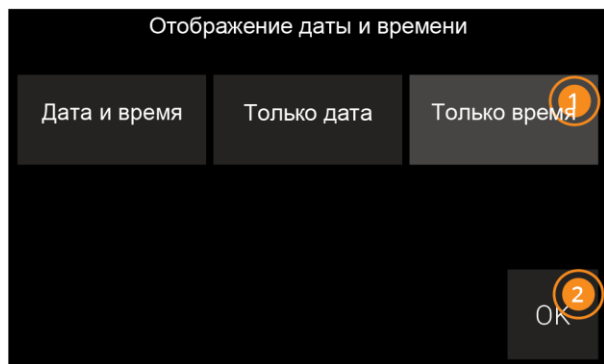 Отображение даты и времени
Дата и время
Только дата
Только время
1
2
OK